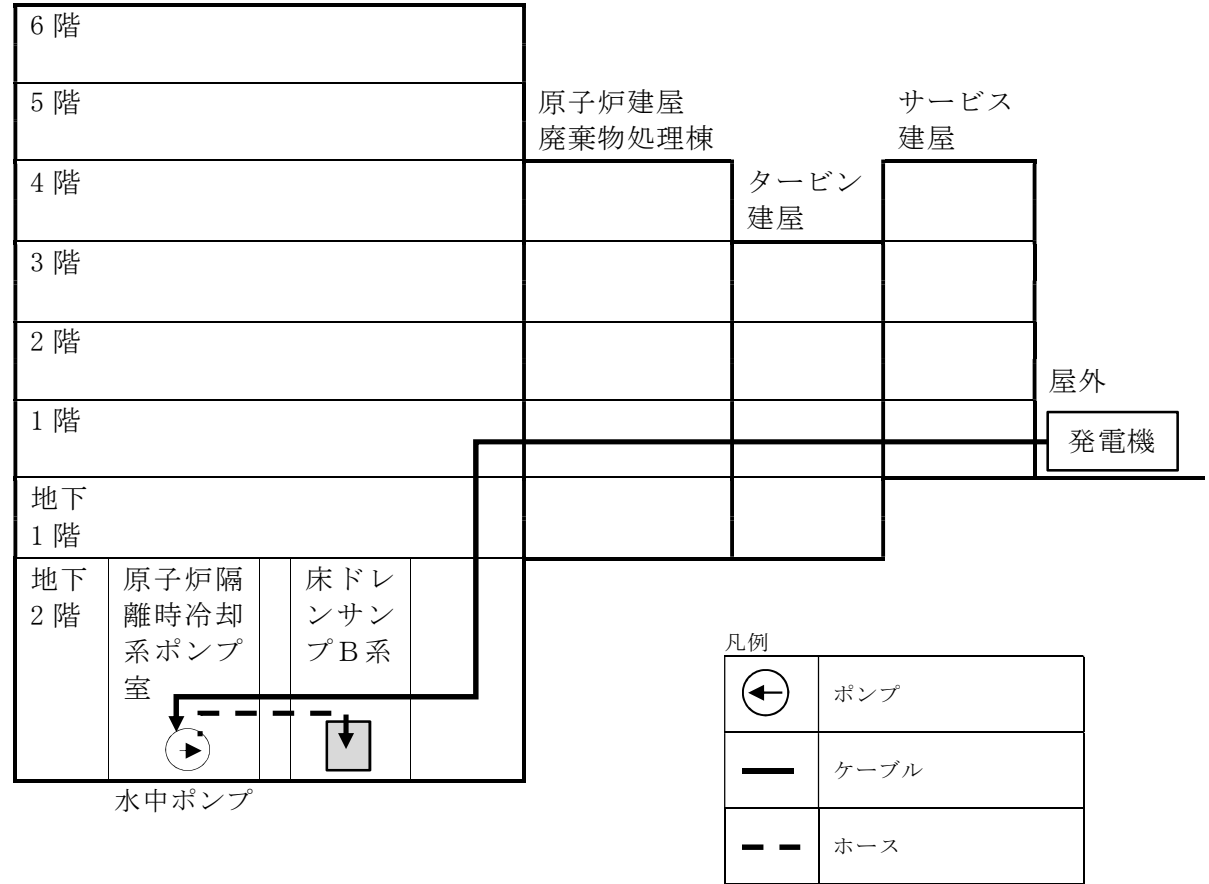 6 階
5 階
原子炉建屋
廃棄物処理棟
サービス
建屋
4 階
タービン
建屋
3 階
2 階
屋外
1 階
発電機
地下
1 階
地下
2 階
原子炉隔
離時冷却
系ポンプ
室
床ドレ
ンサン
プB系
水中ポンプ
凡例
ポンプ
ケーブル
ホース